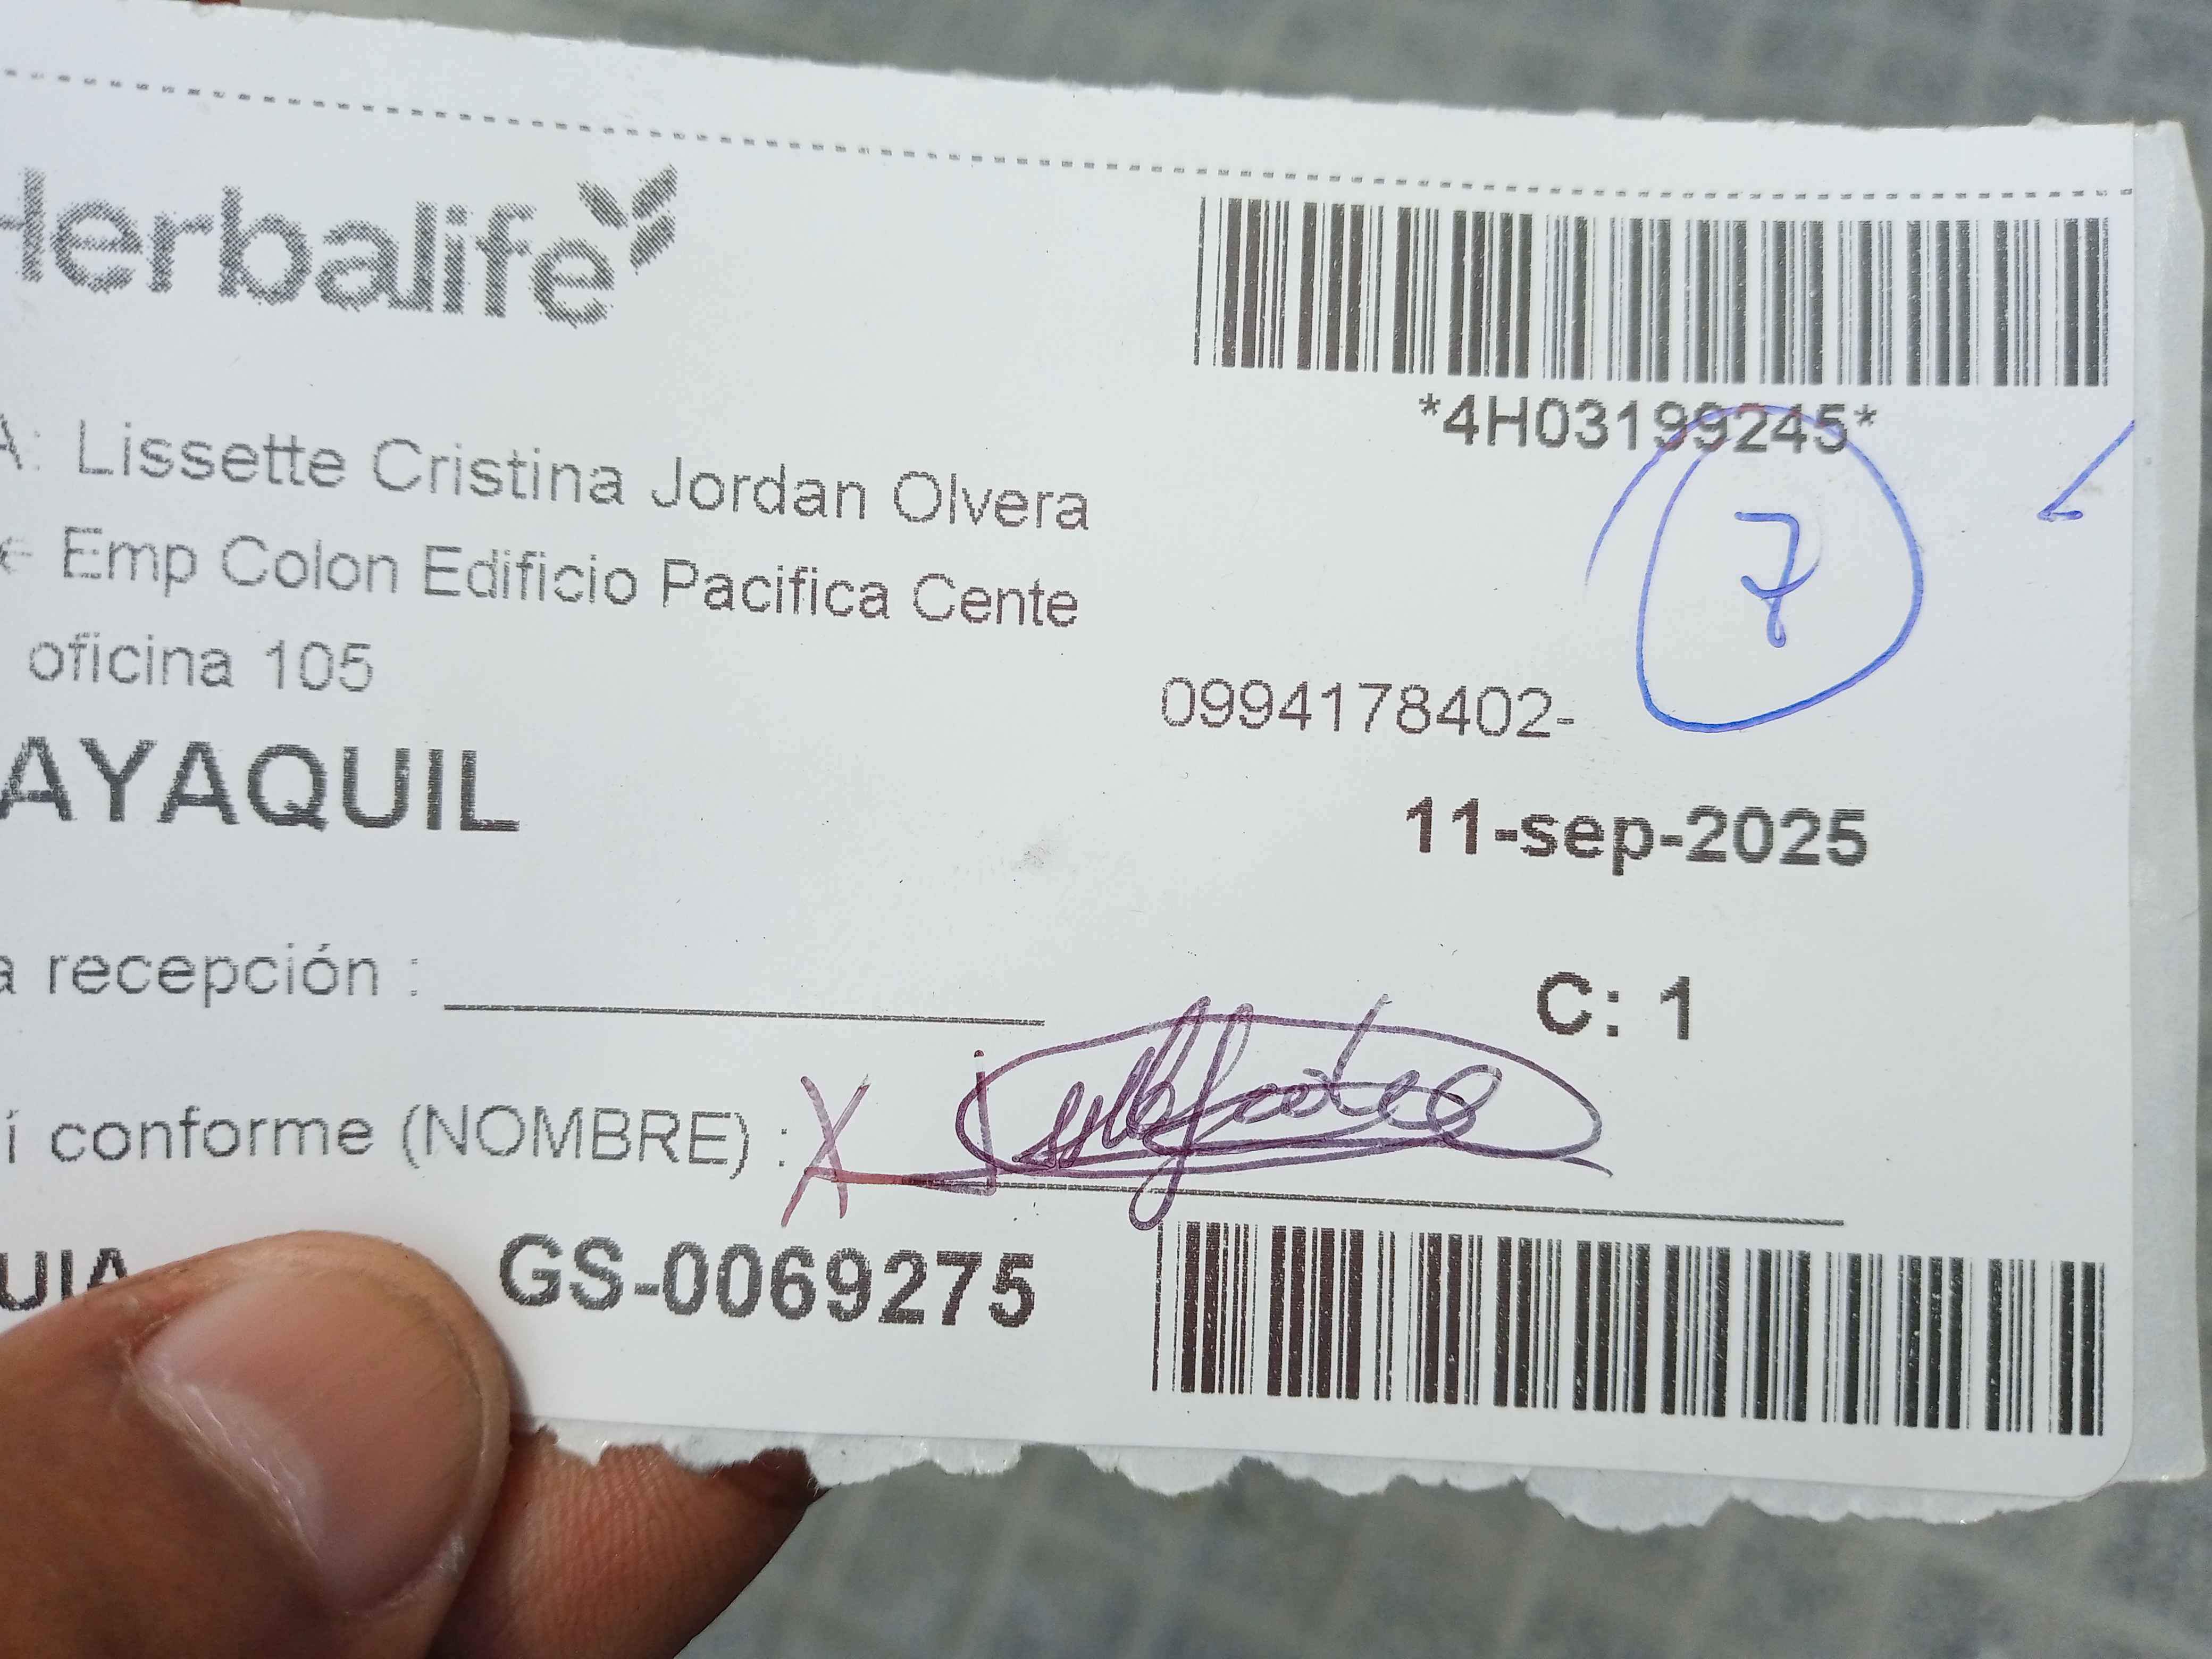 Herbalife
*4H03199245*
A: Lissette Cristina Jordan Olvera
7
Emp Colon Edificio Pacifica Cente
oficina 105
0994178402-
AYAQUIL
11-sep-2025
a recepción :
C: 1
í conforme (NOMBRE) : X
UIA GS-0069275